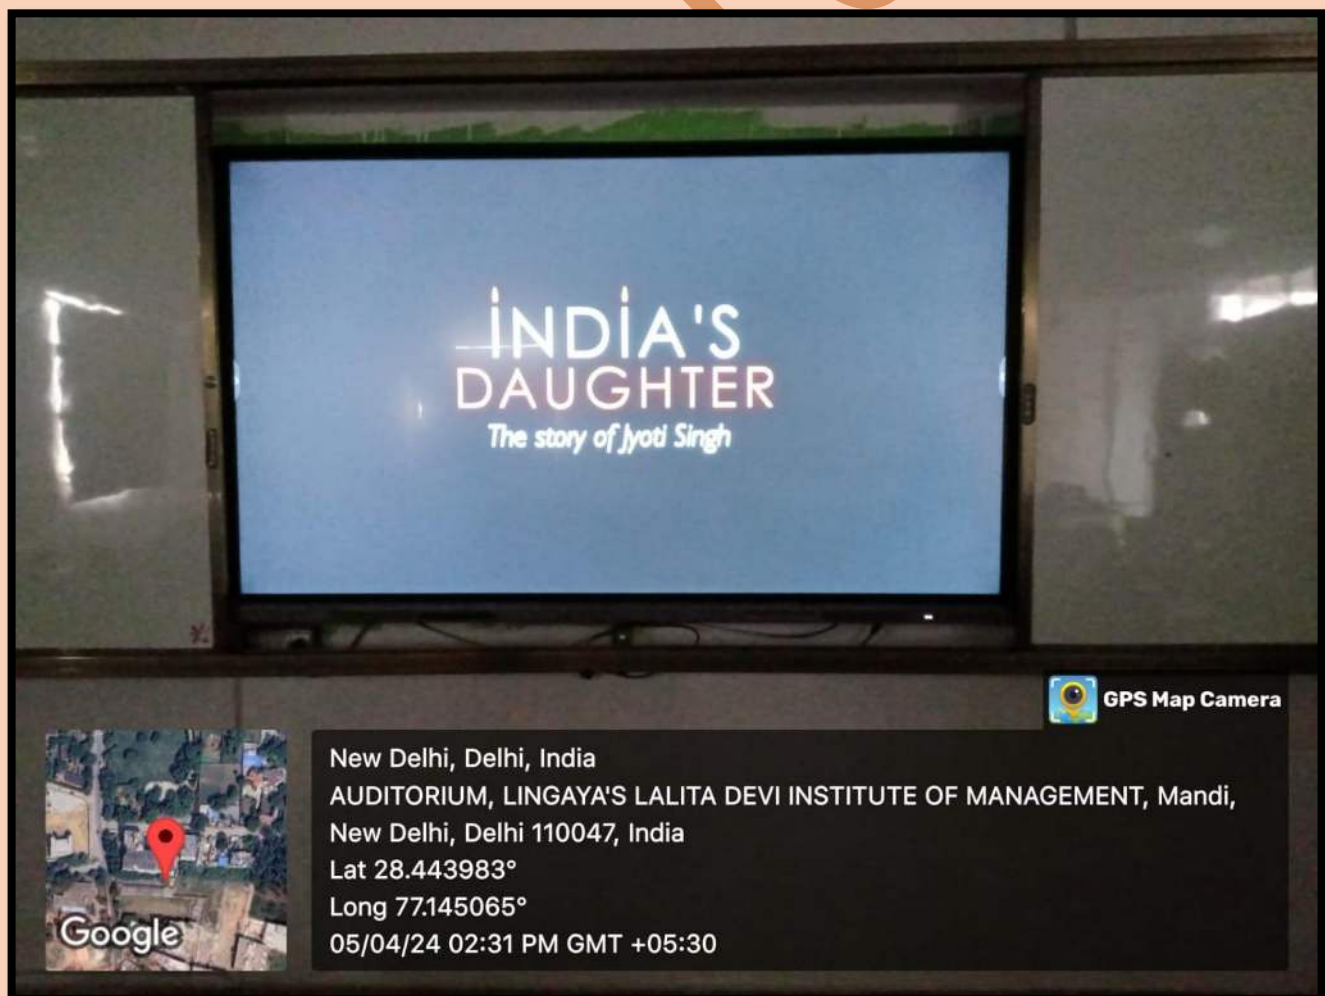 INDIA'S
DAUGHTER
The story of Jyoti Singh
GPS Map Camera
New Delhi, Delhi, India
AUDITORIUM, LINGAYA'S LALITA DEVI INSTITUTE OF MANAGEMENT, Mandi,
New Delhi, Delhi 110047, India
Lat 28.443983°
Long 77.145065°
05/04/24 02:31 PM GMT +05:30
Google